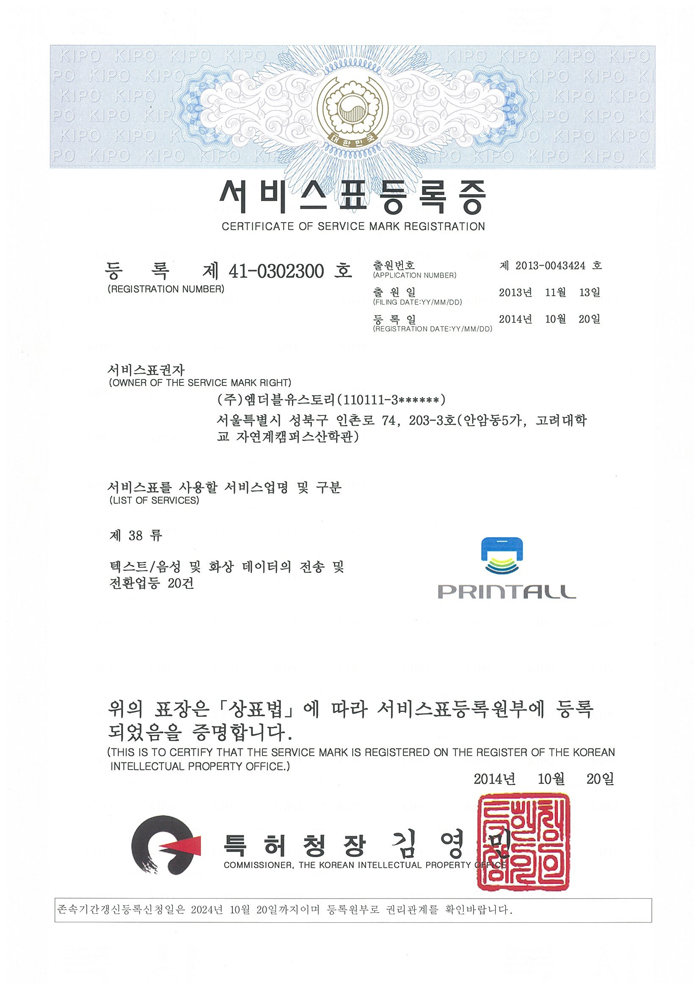 KIPO KIPO KIPO KIPO KIPO KIPO KIPO
대한민국
서비스표등록증
CERTIFICATE OF SERVICE MARK REGISTRATION
등 록 제 41-0302300 호
(REGISTRATION NUMBER)
출원번호 제 2013-0043424 호
(APPLICATION NUMBER)
출 원 일 2013년 11월 13일
(FILING DATE:YY/MM/DD)
등 록 일 2014년 10월 20일
(REGISTRATION DATE:YY/MM/DD)
서비스표권자
(OWNER OF THE SERVICE MARK RIGHT)
(주)엠더블유스토리(110111-3******)
서울특별시 성북구 인촌로 74, 203-3호(안암동5가, 고려대학
교 자연계캠퍼스산학관)
서비스표를 사용할 서비스업명 및 구분
(LIST OF SERVICES)
제 38 류
텍스트/음성 및 화상 데이터의 전송 및
전환업등 20건
PRINTALL
위의 표장은「상표법」에 따라 서비스표등록원부에 등록
되었음을 증명합니다.
(THIS IS TO CERTIFY THAT THE SERVICE MARK IS REGISTERED ON THE REGISTER OF THE KOREAN
INTELLECTUAL PROPERTY OFFICE.)
2014년 10월 20일
특허청장 김영민
COMMISSIONER, THE KOREAN INTELLECTUAL PROPERTY OFFICE
존속기간갱신등록신청일은 2024년 10월 20일까지이며 등록원부로 권리관계를 확인바랍니다.